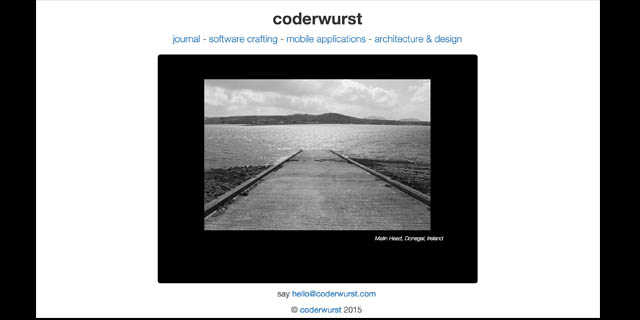 coderwurst
journal - software crafting - mobile applications - architecture & design
Malin Head, Donegal, Ireland
say hello@coderwurst.com
© coderwurst 2015